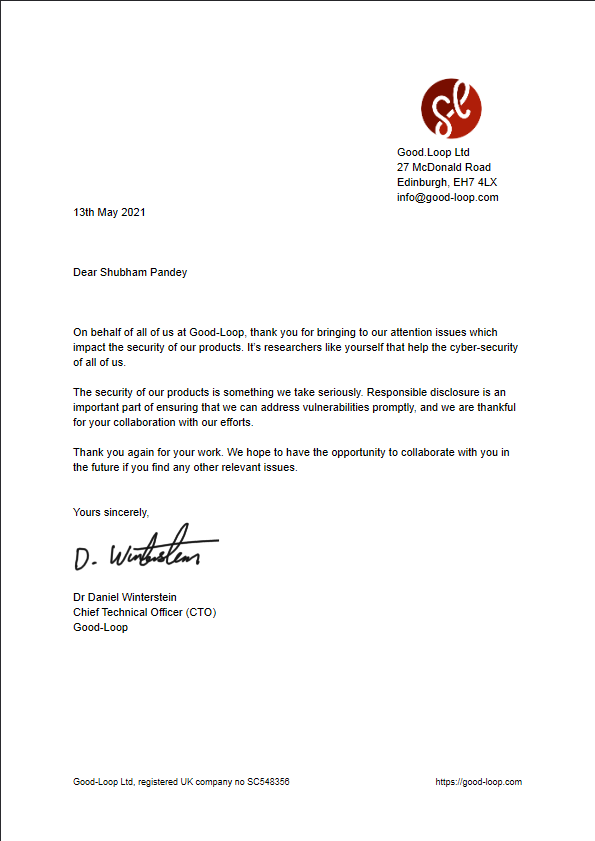 Good.Loop Ltd
27 McDonald Road
Edinburgh, EH7 4LX
info@good-loop.com
13th May 2021
Dear Shubham Pandey
On behalf of all of us at Good-Loop, thank you for bringing to our attention issues which
impact the security of our products. It's researchers like yourself that help the cyber-security
of all of us.
The security of our products is something we take seriously. Responsible disclosure is an
important part of ensuring that we can address vulnerabilities promptly, and we are thankful
for your collaboration with our efforts.
Thank you again for your work. We hope to have the opportunity to collaborate with you in
the future if you find any other relevant issues.
Yours sincerely,
D. Winterstein
Dr Daniel Winterstein
Chief Technical Officer (CTO)
Good-Loop
Good-Loop Ltd, registered UK company no SC548356 https://good-loop.com